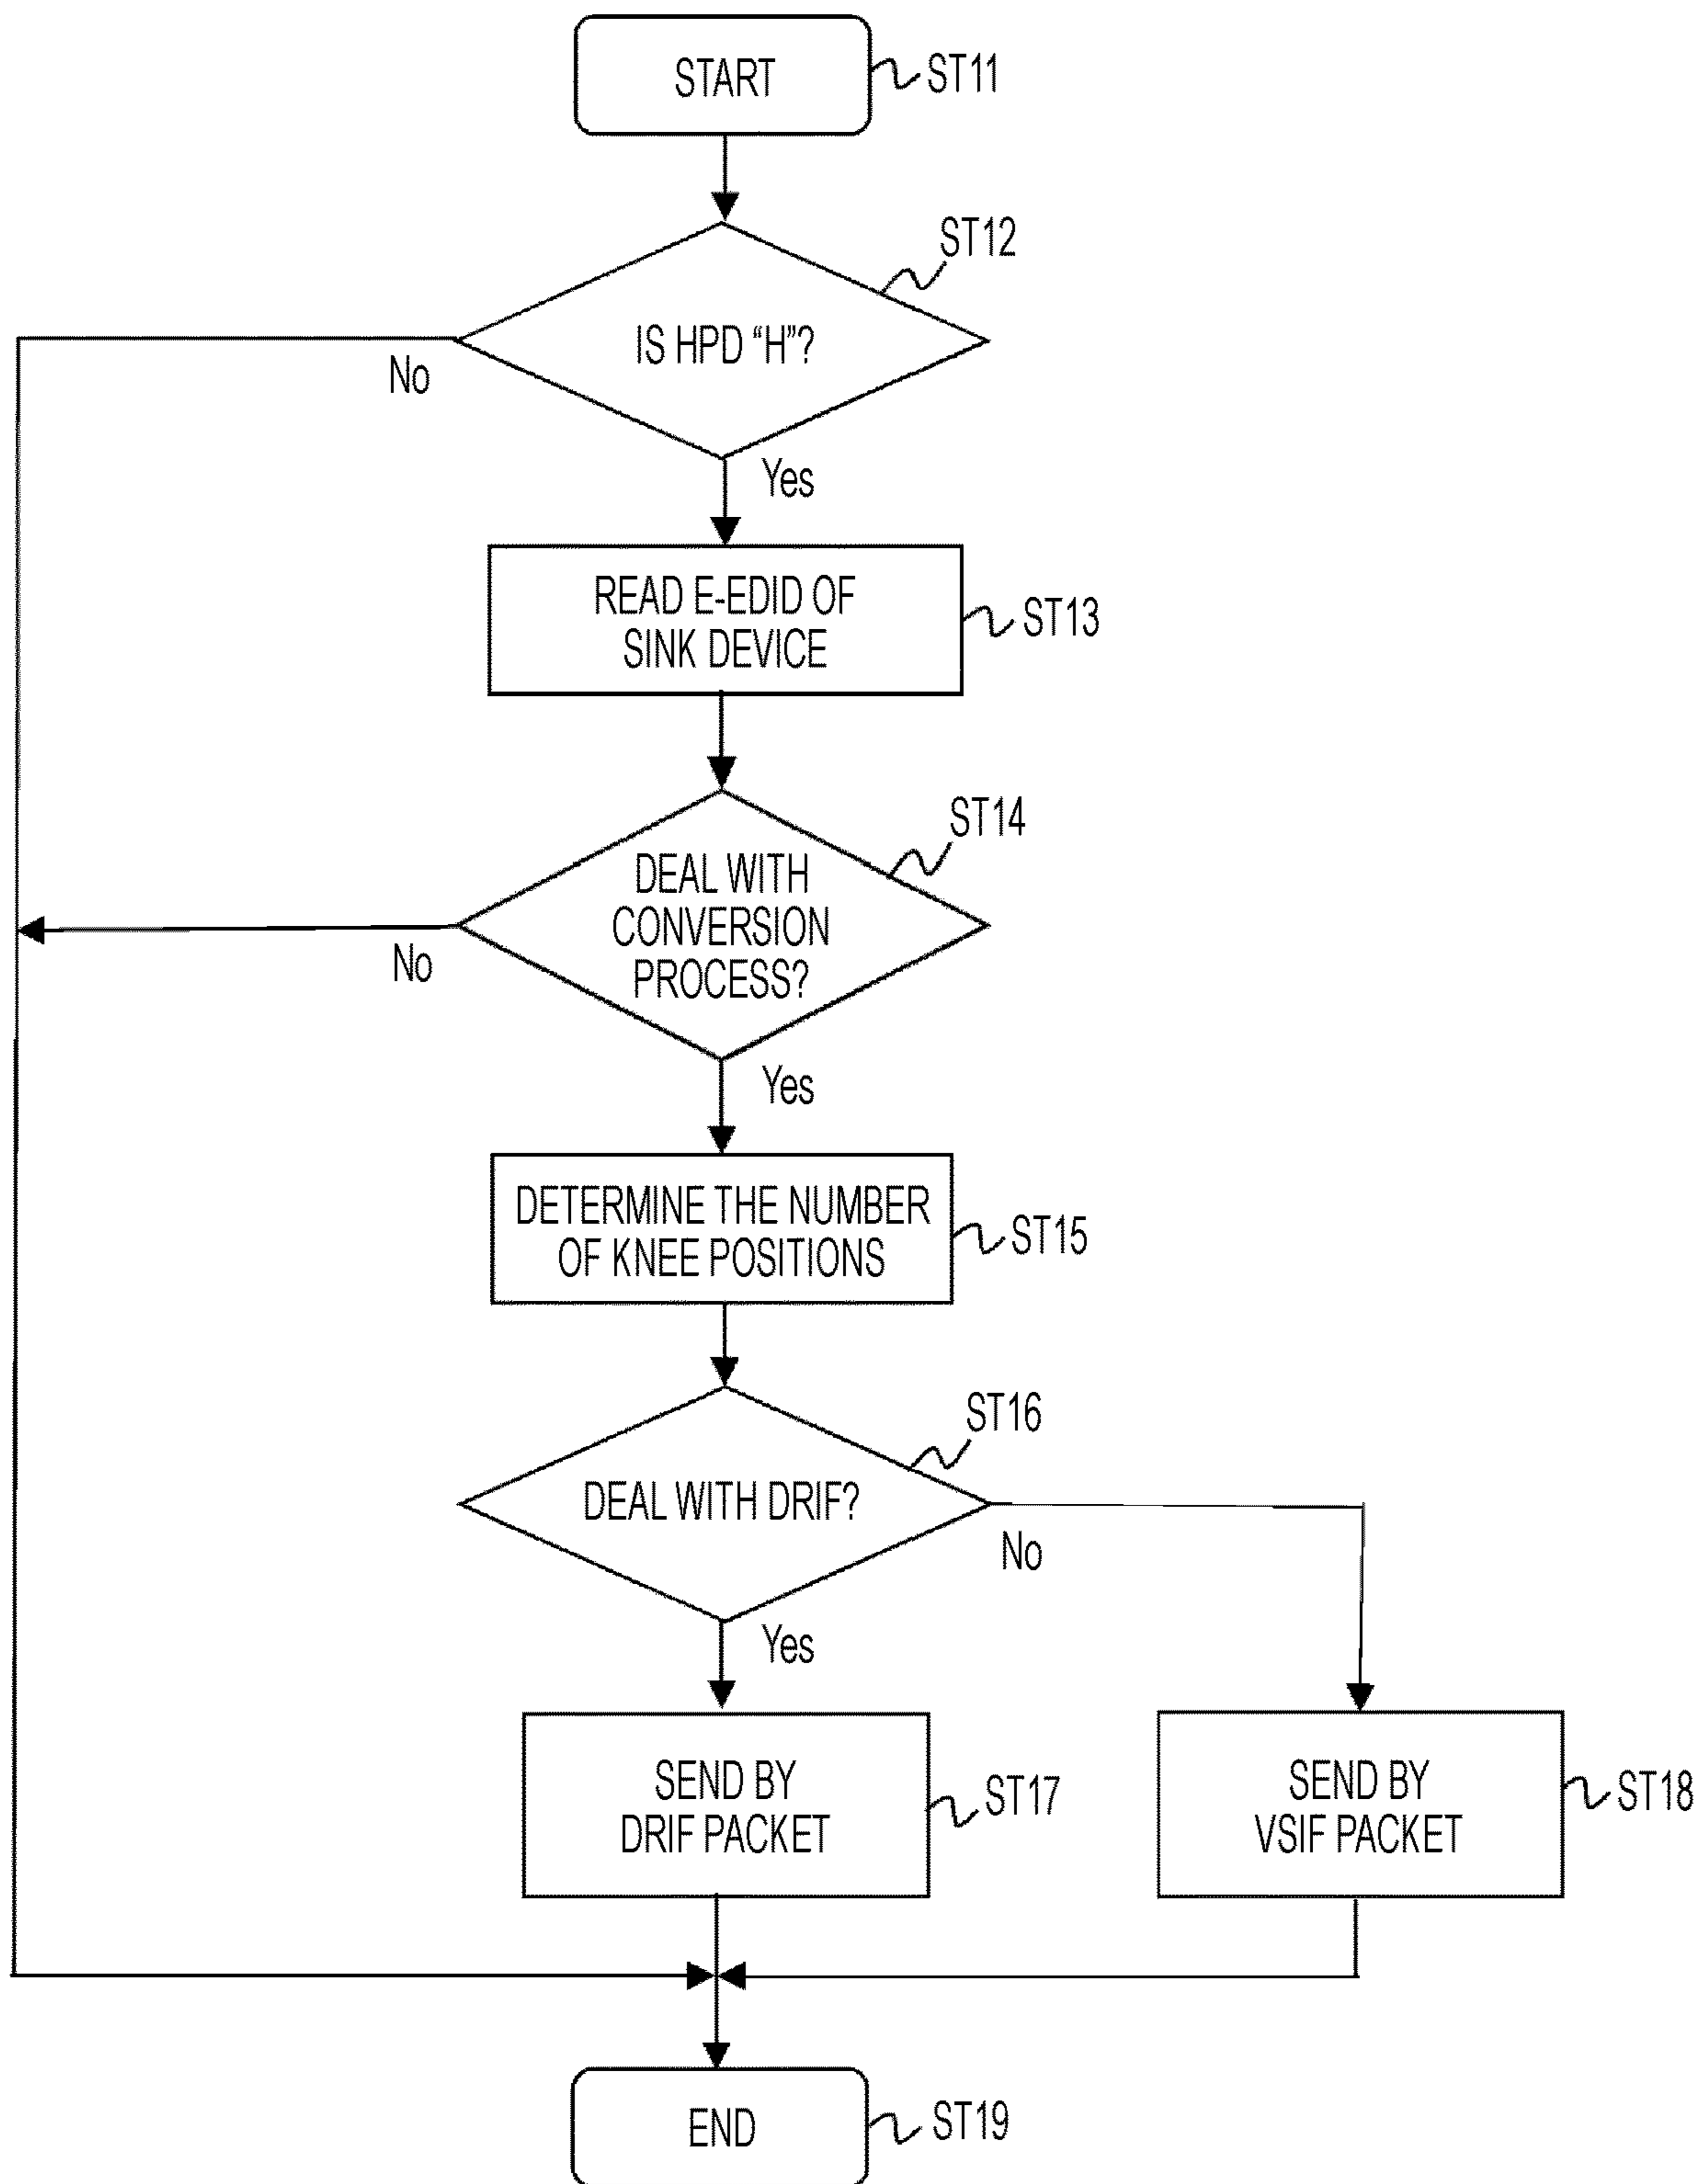 START
ST11
ST12
IS HPD “H”?
No
Yes
READ E-EDID OF
SINK DEVICE
ST13
ST14
DEAL WITH
CONVERSION
PROCESS?
No
Yes
DETERMINE THE NUMBER
OF KNEE POSITIONS
ST15
ST16
DEAL WITH DRIF?
No
Yes
SEND BY
DRIF PACKET
ST17
SEND BY
VSIF PACKET
ST18
END
ST19